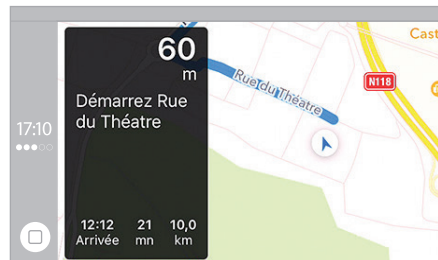 17:10
60
m
Démarrez Rue
du Théatre
12:12 21 10,0
Arrivée mn km
Rue du Théatre
N118
Cast